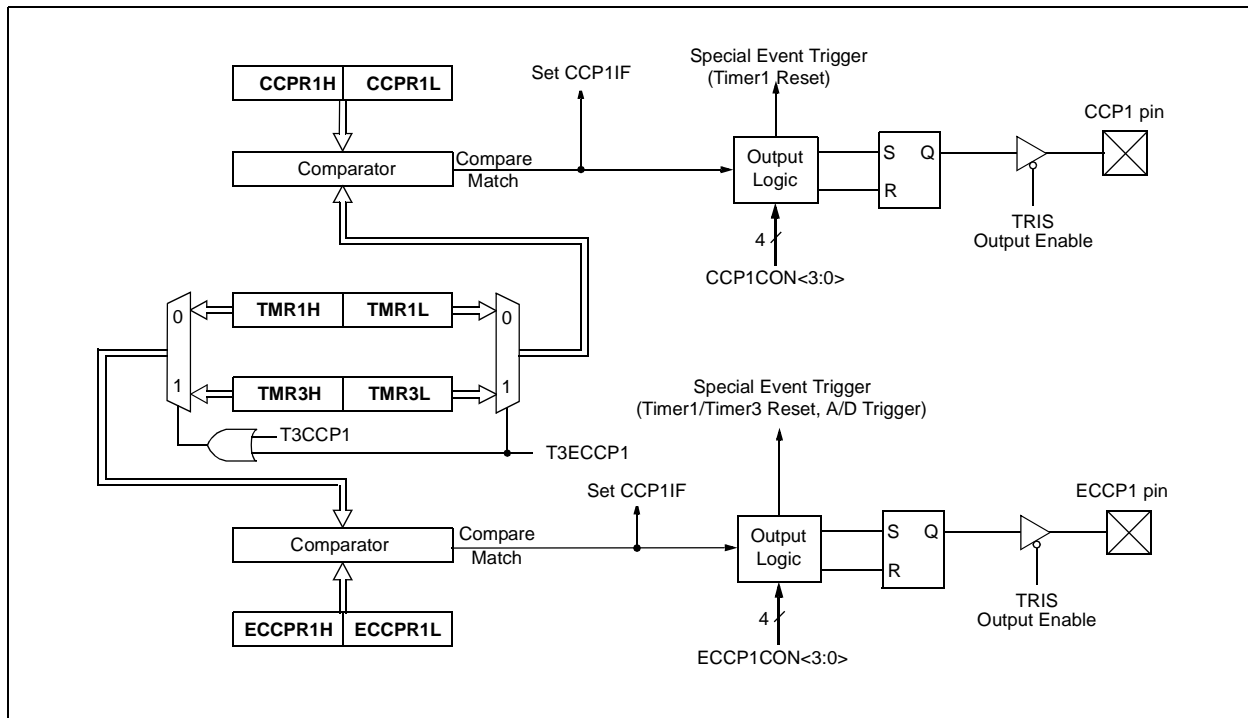 CCPR1H CCPR1L
Comparator
Compare
Match
Set CCP1IF
Special Event Trigger
(Timer1 Reset)
Output
Logic
4
CCP1CON<3:0>
S Q
R
TRIS
Output Enable
CCP1 pin
0
1
TMR1H TMR1L
TMR3H TMR3L
0
1
T3CCP1
T3ECCP1
Special Event Trigger
(Timer1/Timer3 Reset, A/D Trigger)
Set CCP1IF
Comparator
Compare
Match
ECCPR1H ECCPR1L
Output
Logic
4
ECCP1CON<3:0>
S Q
R
TRIS
Output Enable
ECCP1 pin